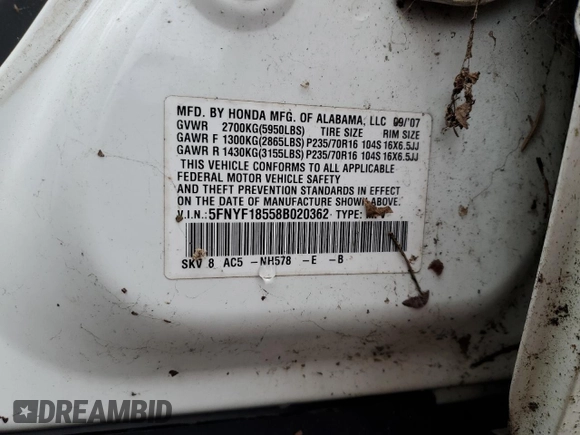 MFD. BY HONDA MFG. OF ALABAMA, LLC 09/'07
GVWR 2700KG(5950LBS) TIRE SIZE RIM SIZE
GAWR F 1300KG(2865LBS) P235/70R16 104S 16X6.5JJ
GAWR R 1430KG(3155LBS) P235/70R16 104S 16X6.5JJ
THIS VEHICLE CONFORMS TO ALL APPLICABLE
FEDERAL MOTOR VEHICLE SAFETY
AND THEFT PREVENTION STANDARDS IN EFFECT
ON THE DATE OF MANUFACTURE SHOWN ABOVE.
V.I.N.: 5FNYF18558B020362 TYPE:
SKV 8 AC5 -NH578 -E -B
DREAMBID